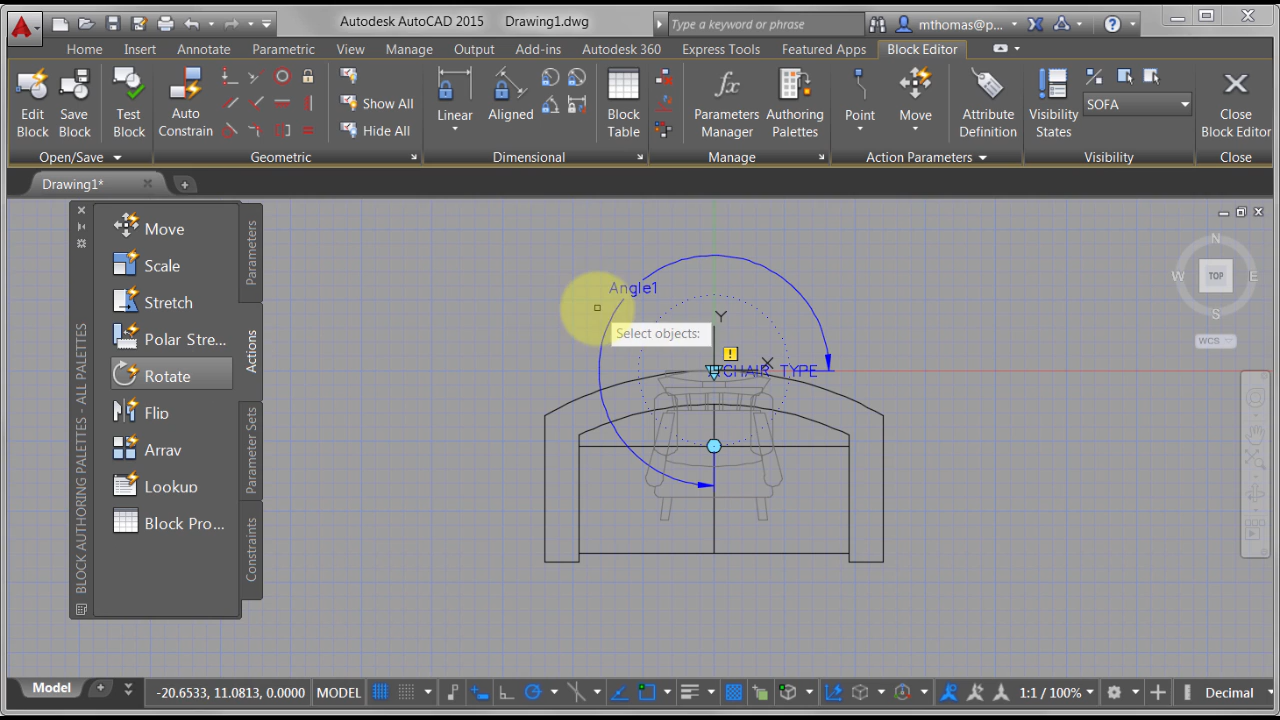 Autodesk AutoCAD 2015 Drawing1.dwg
Type a keyword or phrase
mthomas@p...
Home Insert Annotate Parametric View Manage Output Add-ins Autodesk 360 Express Tools Featured Apps Block Editor
Edit Block
Save Block
Test Block
Auto Constrain
Show All
Hide All
Linear
Aligned
Block Table
fx
Parameters Manager
Authoring Palettes
Point
Move
Attribute Definition
Visibility States
SOFA
Close Block Editor
Open/Save Geometric Dimensional Manage Action Parameters Visibility Close
Drawing1*
Move
Scale
Stretch
Polar Stre...
Rotate
Flip
Array
Lookup
Block Pro...
Parameters
Actions
Parameter Sets
Constraints
BLOCK AUTHORING PALETTES - ALL PALETTES
Angle1
Select objects:
Y
X
CHAIR TYPE
N
W TOP E
S
WCS
Model
-20.6533, 11.0813, 0.0000 MODEL
1:1 / 100%
Decimal